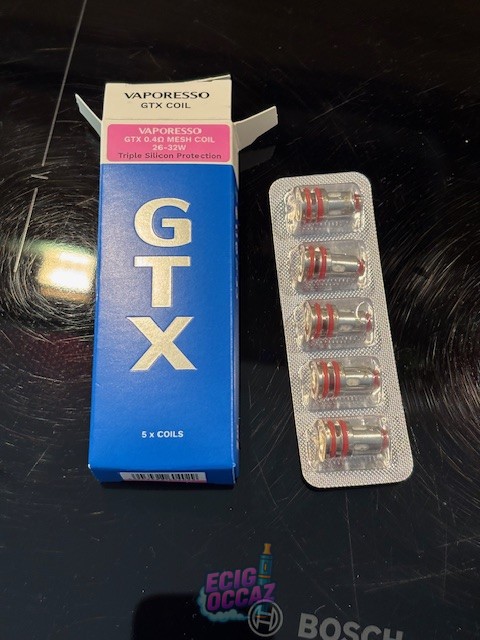 VAPORESSO
GTX COIL
VAPORESSO
GTX 0.4Ω MESH COIL
26-32W
Triple Silicon Protection
G
T
X
5 x COILS
ECIG
OCCAZ
BOSCH